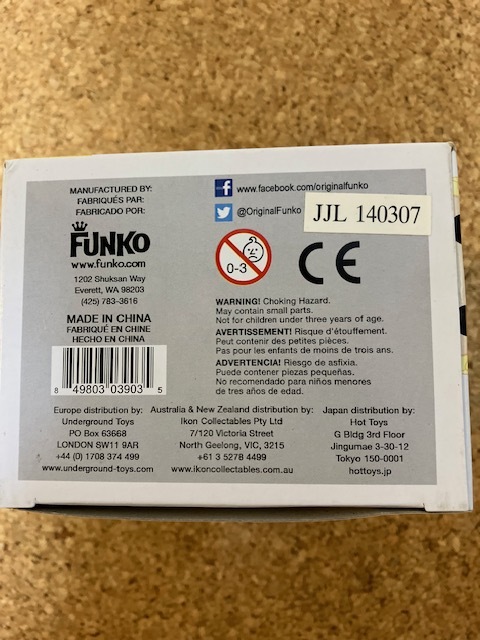 MANUFACTURED BY:
FABRIQUÉS PAR:
FABRICADO POR:
FUNKO
www.funko.com
1202 Shuksan Way
Everett, WA 98203
(425) 783-3616
MADE IN CHINA
FABRIQUÉ EN CHINE
HECHO EN CHINA
8 49803 03903 5
f www.facebook.com/originalfunko
@OriginalFunko
JJL 140307
0-3
CE
WARNING! Choking Hazard.
May contain small parts.
Not for children under three years of age.
AVERTISSEMENT! Risque d'étouffement.
Peut contenir des petites pièces.
Pas pour les enfants de moins de trois ans.
ADVERTENCIA! Riesgo de asfixia.
Puede contener piezas pequeñas.
No recomendado para niños menores
de tres años de edad.
Europe distribution by:
Underground Toys
PO Box 63668
LONDON SW11 9AR
+44 (0) 1708 374 499
www.underground-toys.com
Australia & New Zealand distribution by:
Ikon Collectables Pty Ltd
7/120 Victoria Street
North Geelong, VIC, 3215
+61 3 5278 4499
www.ikoncollectables.com.au
Japan distribution by:
Hot Toys
G Bldg 3rd Floor
Jingumae 3-30-12
Tokyo 150-0001
hottoys.jp